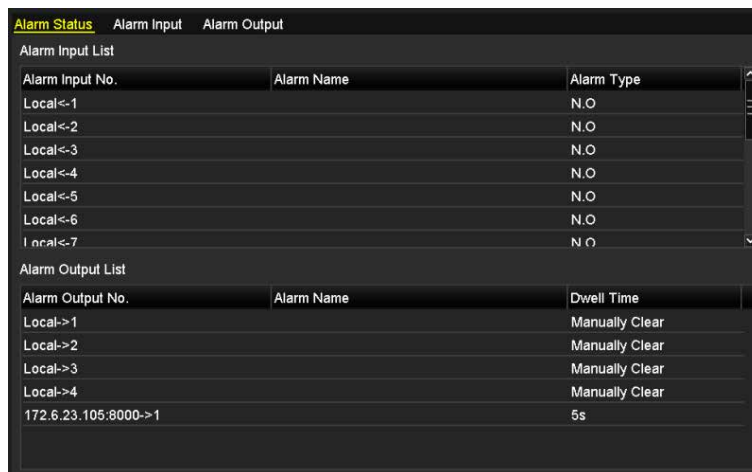 Alarm Status Alarm Input Alarm Output
Alarm Input List
Alarm Input No. Alarm Name Alarm Type
Local<-1 N.O
Local<-2 N.O
Local<-3 N.O
Local<-4 N.O
Local<-5 N.O
Local<-6 N.O
Local<-7 N.O
Alarm Output List
Alarm Output No. Alarm Name Dwell Time
Local->1 Manually Clear
Local->2 Manually Clear
Local->3 Manually Clear
Local->4 Manually Clear
172.6.23.105:8000->1 5s